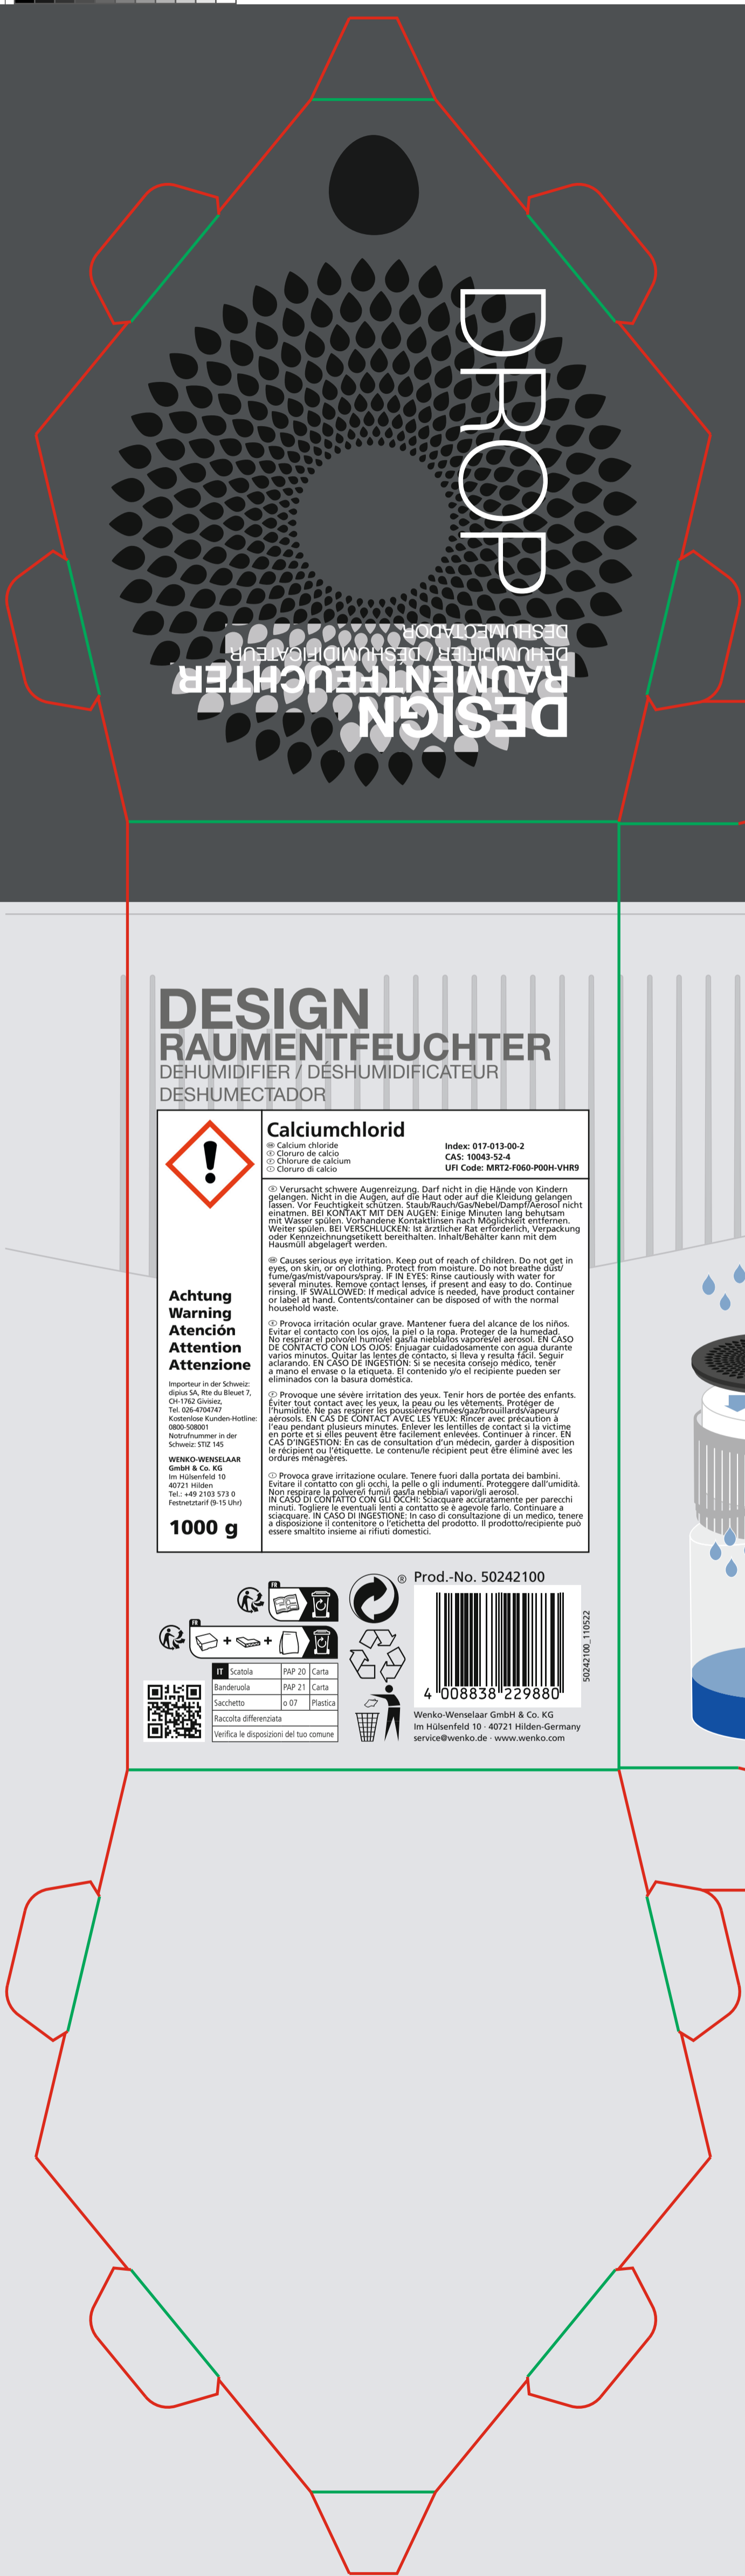 DROP
DESHUMECTADOR
DEHUMIDIFIER / DÉSHUMIDIFICATEUR
RAUMENTFEUCHTER
DESIGN
DESIGN
RAUMENTFEUCHTER
DEHUMIDIFIER / DÉSHUMIDIFICATEUR
DESHUMECTADOR
Calciumchlorid
Calcium chloride
Cloruro de calcio
Chlorure de calcium
Cloruro di calcio
Index: 017-013-00-2
CAS: 10043-52-4
UFI Code: MRT2-F060-P00H-VHR9
Verursacht schwere Augenreizung. Darf nicht in die Hände von Kindern
gelangen. Nicht in die Augen, auf die Haut oder auf die Kleidung gelangen
lassen. Vor Feuchtigkeit schützen. Staub/Rauch/Gas/Nebel/Dampf/Aerosol nicht
einatmen. BEI KONTAKT MIT DEN AUGEN: Einige Minuten lang behutsam
mit Wasser spülen. Vorhandene Kontaktlinsen nach Möglichkeit entfernen.
Weiter spülen. BEI VERSCHLUCKEN: Ist ärztlicher Rat erforderlich, Verpackung
oder Kennzeichnungsetikett bereithalten. Inhalt/Behälter kann mit dem
Hausmüll abgelagert werden.
Causes serious eye irritation. Keep out of reach of children. Do not get in
eyes, on skin, or on clothing. Protect from moisture. Do not breathe dust/
fume/gas/mist/vapours/spray. IF IN EYES: Rinse cautiously with water for
several minutes. Remove contact lenses, if present and easy to do. Continue
rinsing. IF SWALLOWED: If medical advice is needed, have product container
or label at hand. Contents/container can be disposed of with the normal
household waste.
Provoca irritación ocular grave. Mantener fuera del alcance de los niños.
Evitar el contacto con los ojos, la piel o la ropa. Proteger de la humedad.
No respirar el polvo/el humo/el gas/la niebla/los vapores/el aerosol. EN CASO
DE CONTACTO CON LOS OJOS: Enjuagar cuidadosamente con agua durante
varios minutos. Quitar las lentes de contacto, si lleva y resulta fácil. Seguir
aclarando. EN CASO DE INGESTIÓN: Si se necesita consejo médico, tener
a mano el envase o la etiqueta. El contenido y/o el recipiente pueden ser
eliminados con la basura doméstica.
Provoque une sévère irritation des yeux. Tenir hors de portée des enfants.
Éviter tout contact avec les yeux, la peau ou les vêtements. Protéger de
l'humidité. Ne pas respirer les poussières/fumées/gaz/brouillards/vapeurs/
aérosols. EN CAS DE CONTACT AVEC LES YEUX: Rincer avec précaution à
l'eau pendant plusieurs minutes. Enlever les lentilles de contact si la victime
en porte et si elles peuvent être facilement enlevées. Continuer à rincer. EN
CAS D'INGESTION: En cas de consultation d'un médecin, garder à disposition
le récipient ou l'étiquette. Le contenu/le récipient peut être éliminé avec les
ordures ménagères.
Provoca grave irritazione oculare. Tenere fuori dalla portata dei bambini.
Evitare il contatto con gli occhi, la pelle o gli indumenti. Proteggere dall'umidità.
Non respirare la polvere/i fumi/i gas/la nebbia/i vapori/gli aerosol.
IN CASO DI CONTATTO CON GLI OCCHI: Sciacquare accuratamente per parecchi
minuti. Togliere le eventuali lenti a contatto se è agevole farlo. Continuare a
sciacquare. IN CASO DI INGESTIONE: In caso di consultazione di un medico, tenere
a disposizione il contenitore o l'etichetta del prodotto. Il prodotto/recipiente può
essere smaltito insieme ai rifiuti domestici.
Achtung
Warning
Atención
Attention
Attenzione
Importeur in der Schweiz:
dipius SA, Rte du Bleuet 7,
CH-1762 Givisiez,
Tel. 026-4704747
Kostenlose Kunden-Hotline:
0800-508001
Notrufnummer in der
Schweiz: STIZ 145
WENKO-WENSELAAR
GmbH & Co. KG
Im Hülsenfeld 10
40721 Hilden
Tel.: +49 2103 573 0
Festnetztarif (9-15 Uhr)
1000 g
FR
FR
IT Scatola PAP 20 Carta
Banderuola PAP 21 Carta
Sacchetto o 07 Plastica
Raccolta differenziata
Verifica le disposizioni del tuo comune
®
Prod.-No. 50242100
4 008838 229880
50242100_110522
Wenko-Wenselaar GmbH & Co. KG
Im Hülsenfeld 10 · 40721 Hilden-Germany
service@wenko.de · www.wenko.com